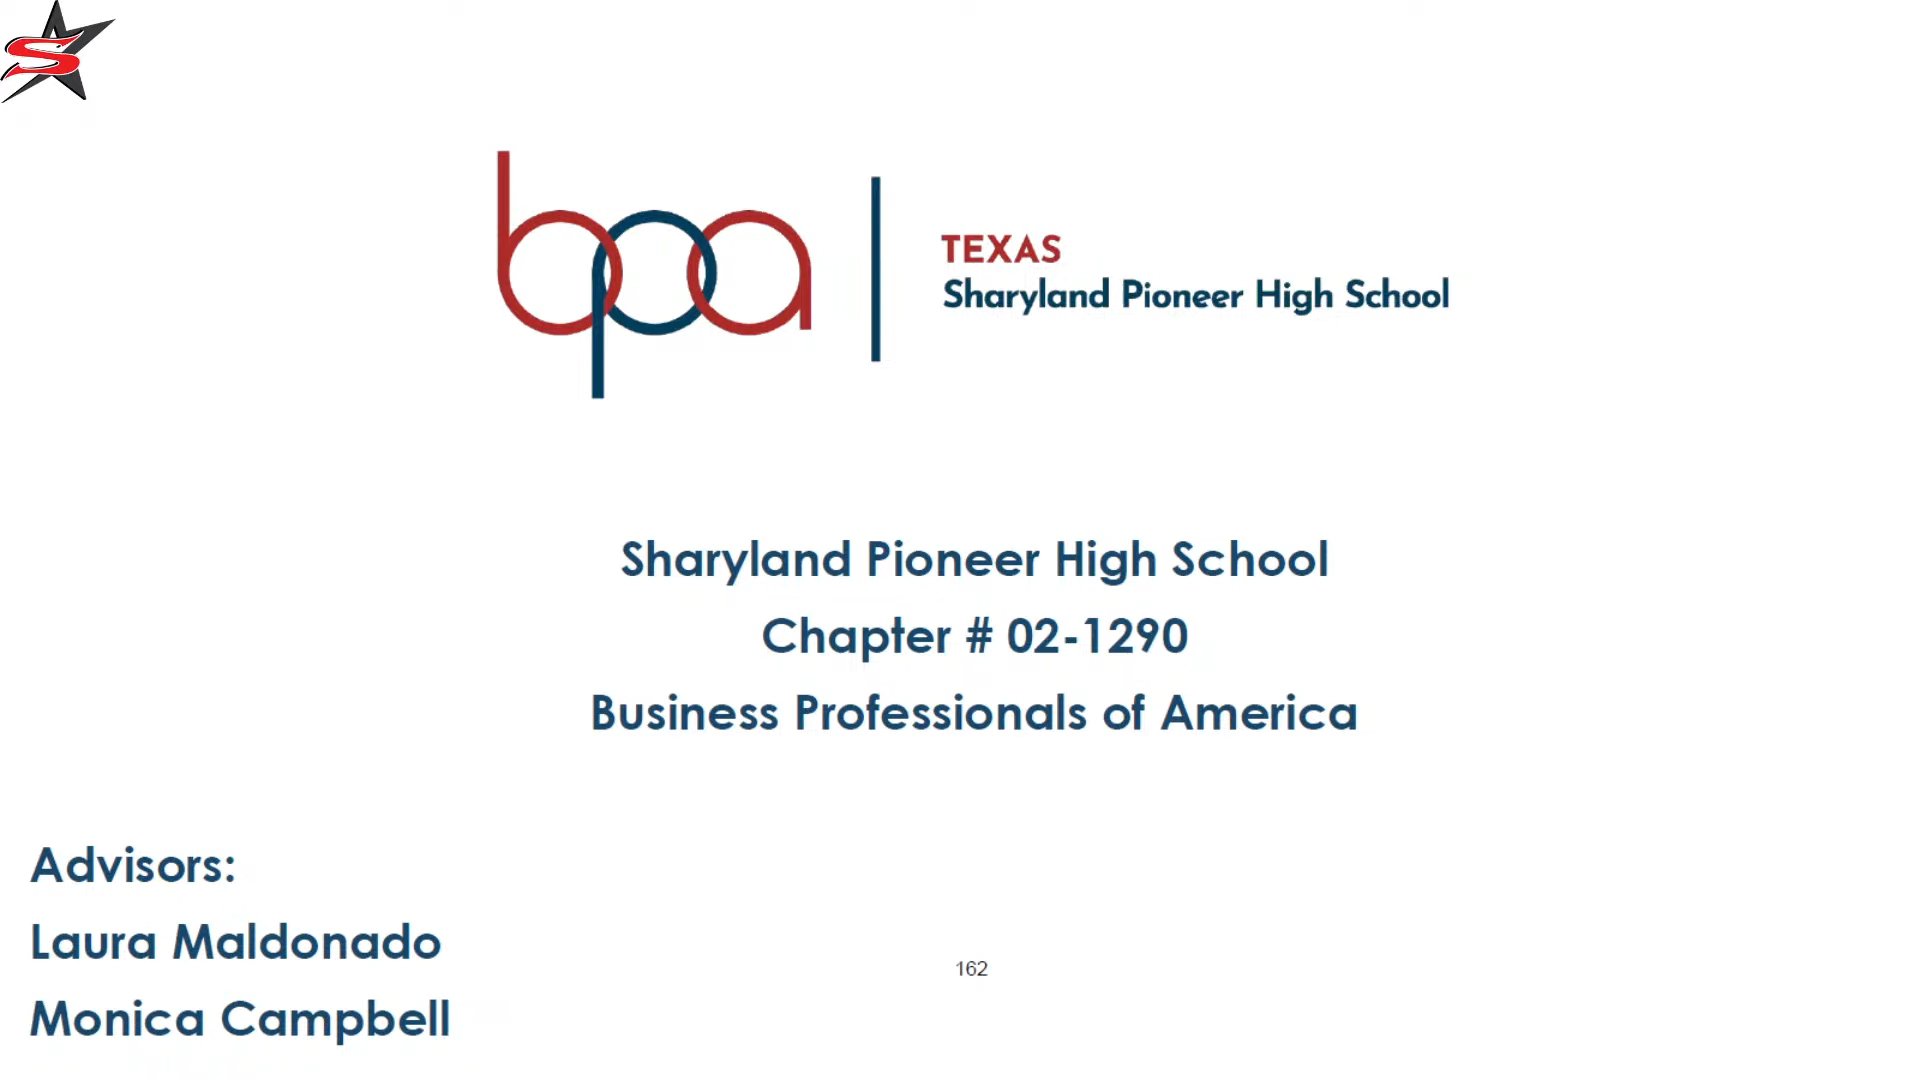 S
bpa
TEXAS
Sharyland Pioneer High School
Sharyland Pioneer High School
Chapter # 02-1290
Business Professionals of America
Advisors:
Laura Maldonado
Monica Campbell
162